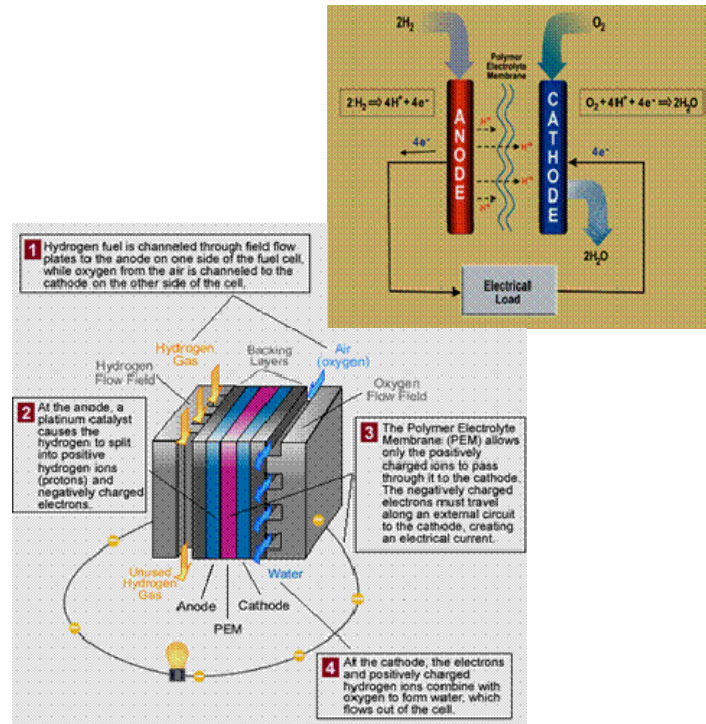 2H₂
O₂
Polymer
Electrolyte
Membrane
2H₂ ⇒ 4H⁺ + 4e⁻
O₂ + 4H⁺ + 4e⁻ ⇒ 2H₂O
ANODE
CATHODE
H⁺
H⁺
H⁺
H⁺
4e⁻
4e⁻
2H₂O
Electrical
Load
1 Hydrogen fuel is channeled through field flow
plates to the anode on one side of the fuel cell,
while oxygen from the air is channeled to the
cathode on the other side of the cell.
Hydrogen
Gas
Backing
Layers
Air
(oxygen)
Hydrogen
Flow Field
Oxygen
Flow Field
2 At the anode, a
platinum catalyst
causes the
hydrogen to split
into positive
hydrogen ions
(protons) and
negatively charged
electrons.
3 The Polymer Electrolyte
Membrane (PEM) allows
only the positively
charged ions to pass
through it to the cathode.
The negatively charged
electrons must travel
along an external circuit
to the cathode, creating
an electrical current.
Unused
Hydrogen
Gas
Water
Anode
Cathode
PEM
4 At the cathode, the electrons
and positively charged
hydrogen ions combine with
oxygen to form water, which
flows out of the cell.